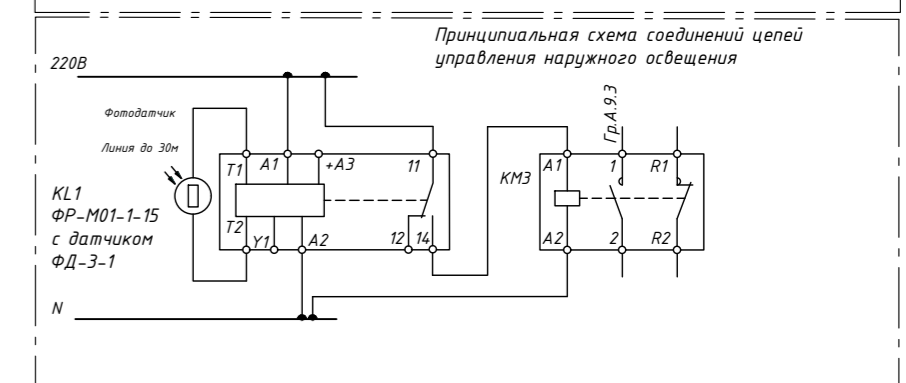 Принципиальная схема соединений цепей
управления наружного освещения
220В
Фотодатчик
Линия до 30м
KL1
ФР-М01-1-15
с датчиком
ФД-3-1
T1 A1 +A3 11
T2 Y1 A2 12 14
КМ3
Гр.А.9.3
A1 1 R1
A2 2 R2
N